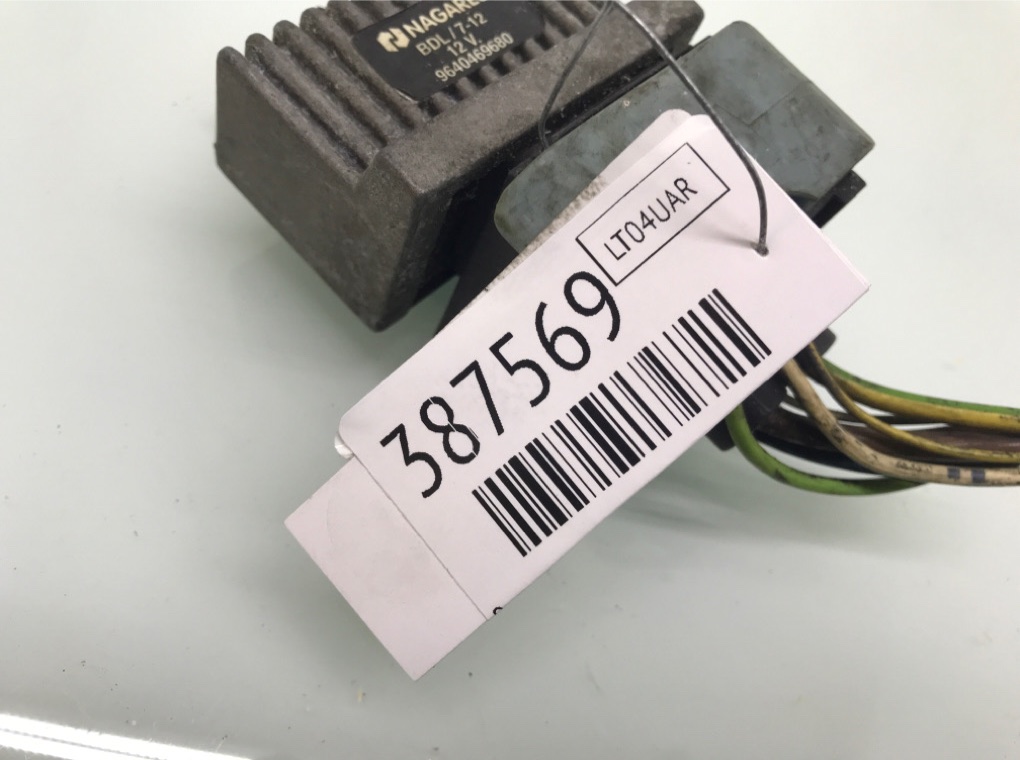 NAGARES
BDL/7-12
12 V.
9640469680
LT04UAR
387569